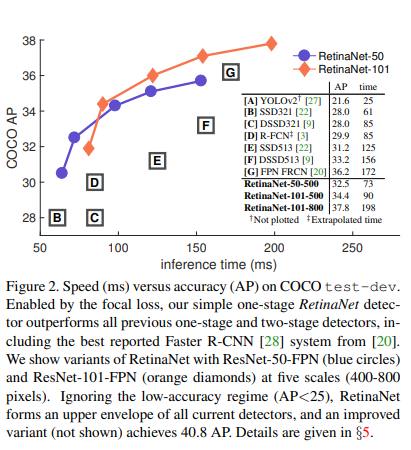 38
36
34
32
30
28
COCO AP
50
100
150
200
250
inference time (ms)
B
C
D
E
F
G
RetinaNet-50
RetinaNet-101
AP time
[A] YOLOv2† [27] 21.6 25
[B] SSD321 [22] 28.0 61
[C] DSSD321 [9] 28.0 85
[D] R-FCN‡ [3] 29.9 85
[E] SSD513 [22] 31.2 125
[F] DSSD513 [9] 33.2 156
[G] FPN FRCN [20] 36.2 172
RetinaNet-50-500 32.5 73
RetinaNet-101-500 34.4 90
RetinaNet-101-800 37.8 198
†Not plotted ‡Extrapolated time
Figure 2. Speed (ms) versus accuracy (AP) on COCO test-dev.
Enabled by the focal loss, our simple one-stage RetinaNet detec-
tor outperforms all previous one-stage and two-stage detectors, in-
cluding the best reported Faster R-CNN [28] system from [20].
We show variants of RetinaNet with ResNet-50-FPN (blue circles)
and ResNet-101-FPN (orange diamonds) at five scales (400-800
pixels). Ignoring the low-accuracy regime (AP<25), RetinaNet
forms an upper envelope of all current detectors, and an improved
variant (not shown) achieves 40.8 AP. Details are given in §5.